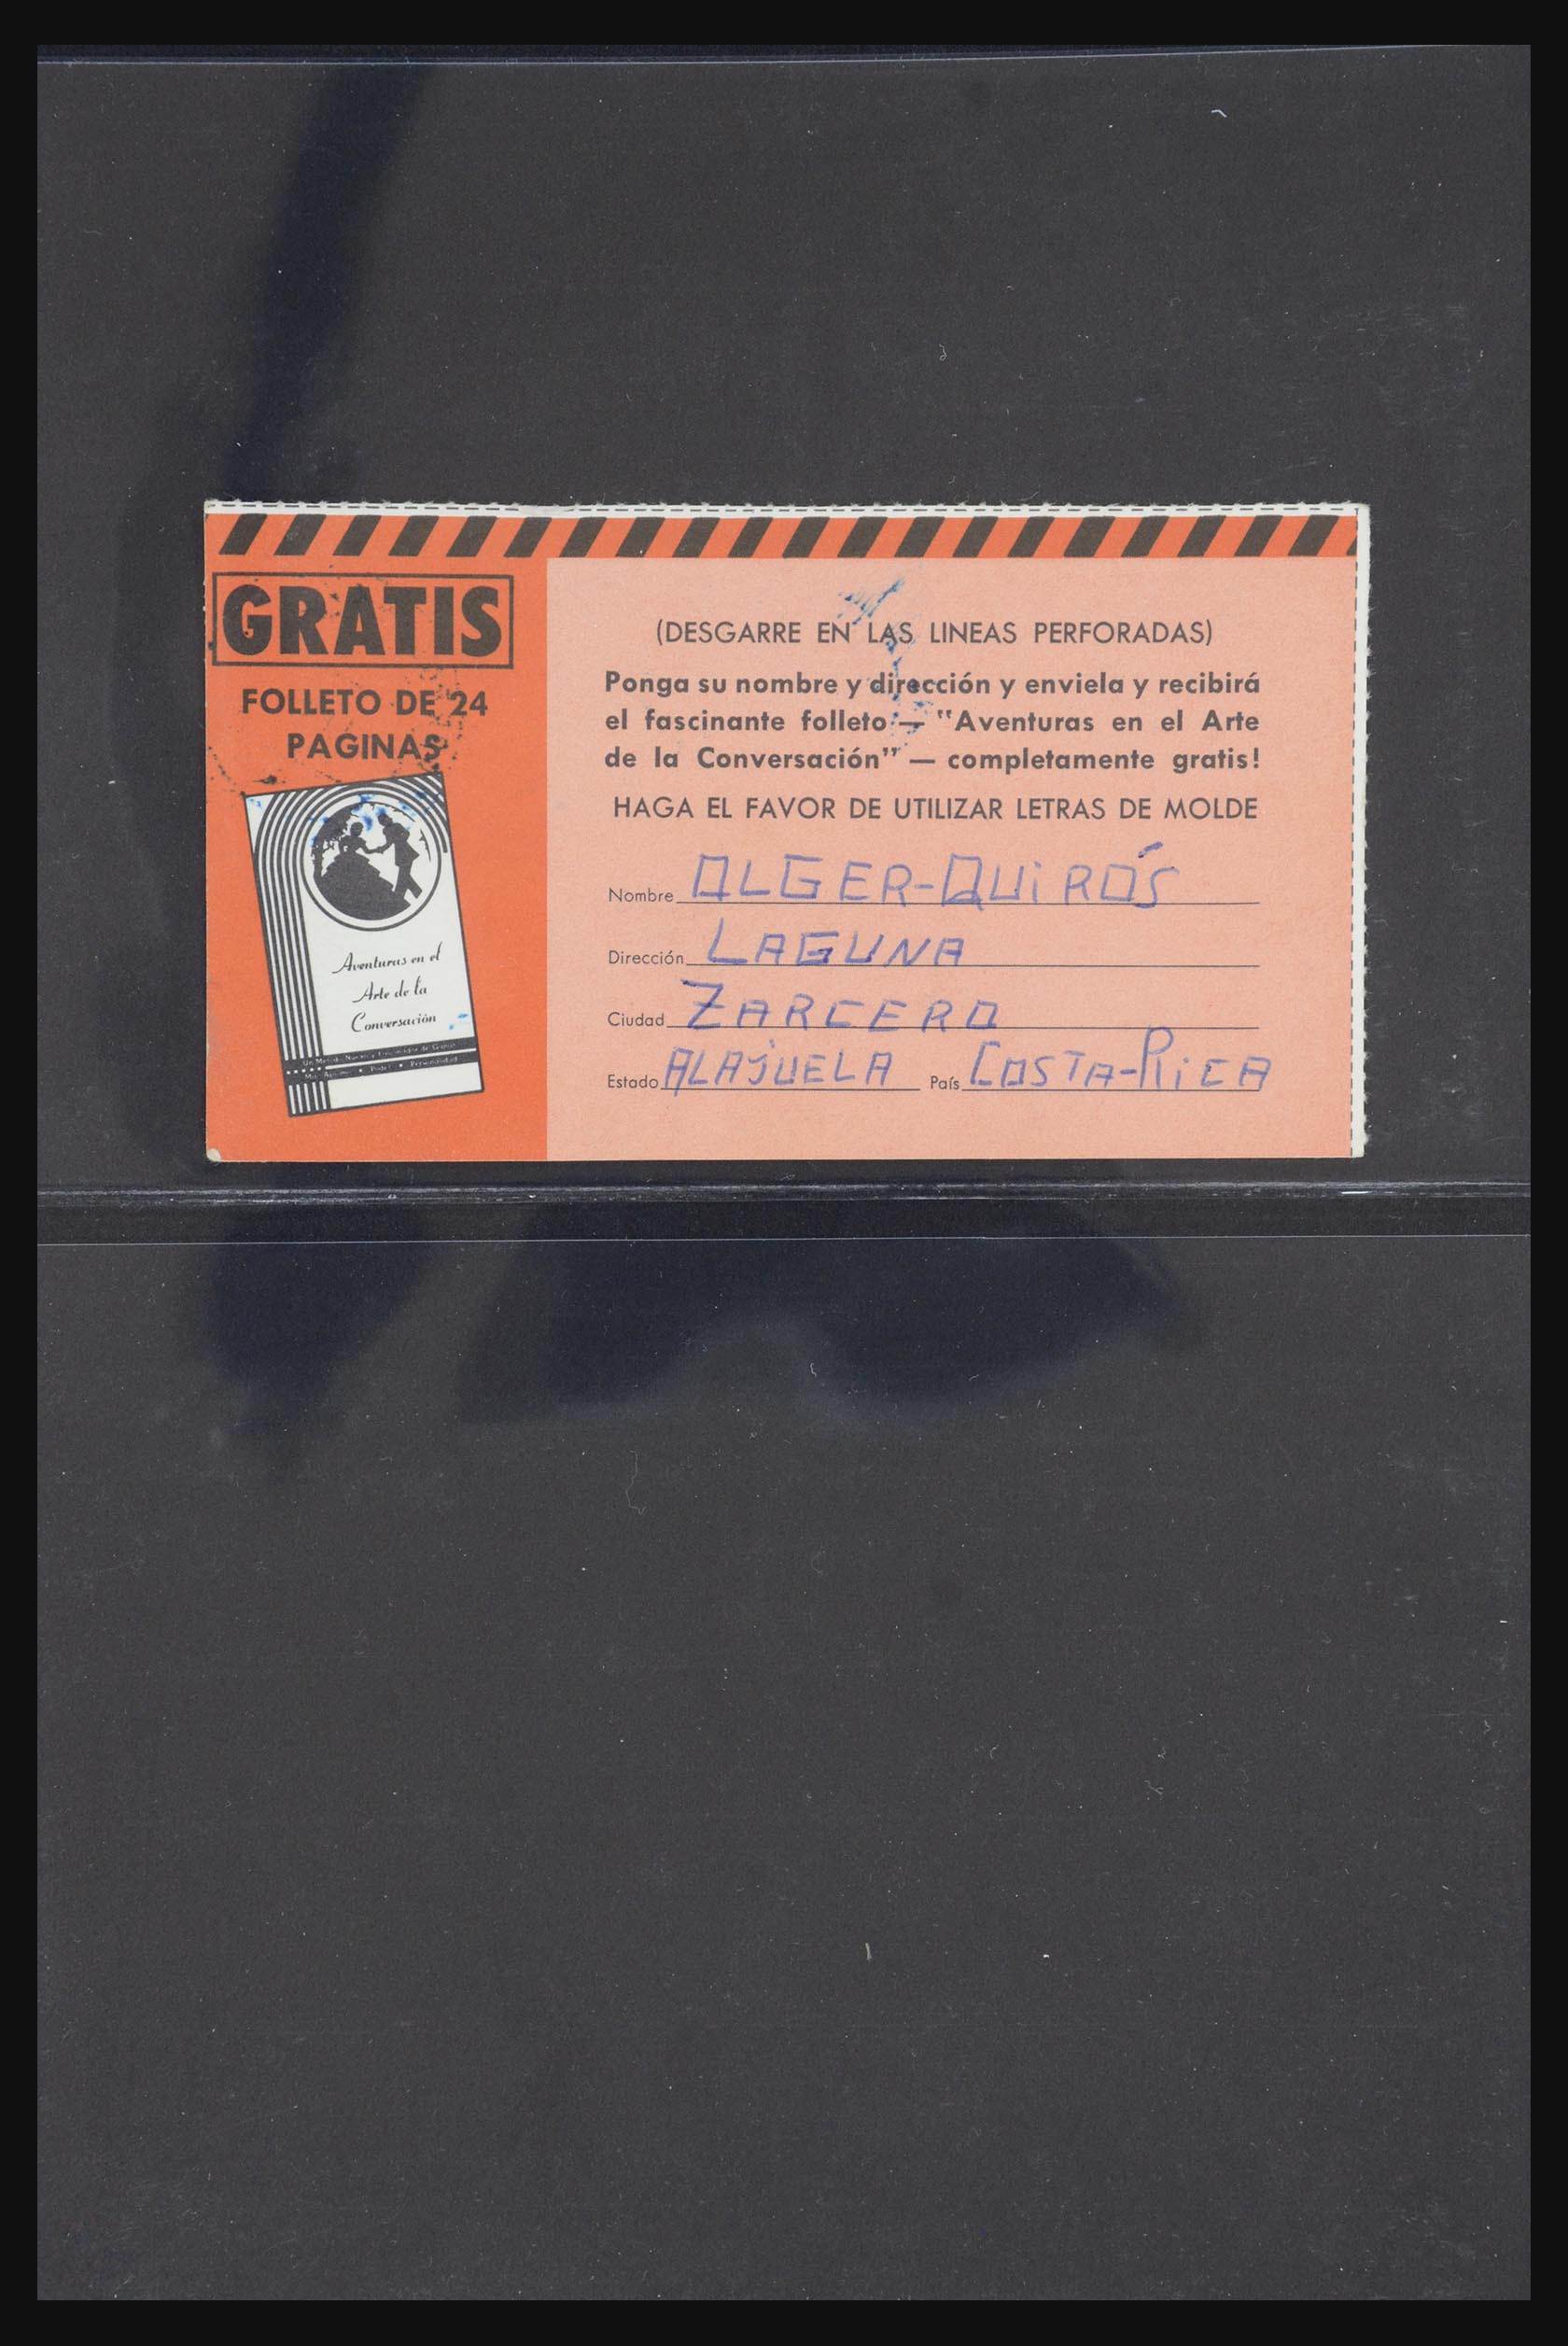 GRATIS
FOLLETO DE 24
PAGINAS
Aventuras en el
Arte de la
Conversación
(DESGARRE EN LAS LINEAS PERFORADAS)
Ponga su nombre y dirección y enviela y recibirá
el fascinante folleto — "Aventuras en el Arte
de la Conversación" — completamente gratis!
HAGA EL FAVOR DE UTILIZAR LETRAS DE MOLDE
Nombre OLGER-QUiRÓS
Dirección LAGUNA
Ciudad ZARCERO
Estado ALAJUELA País COSTA-RiCA